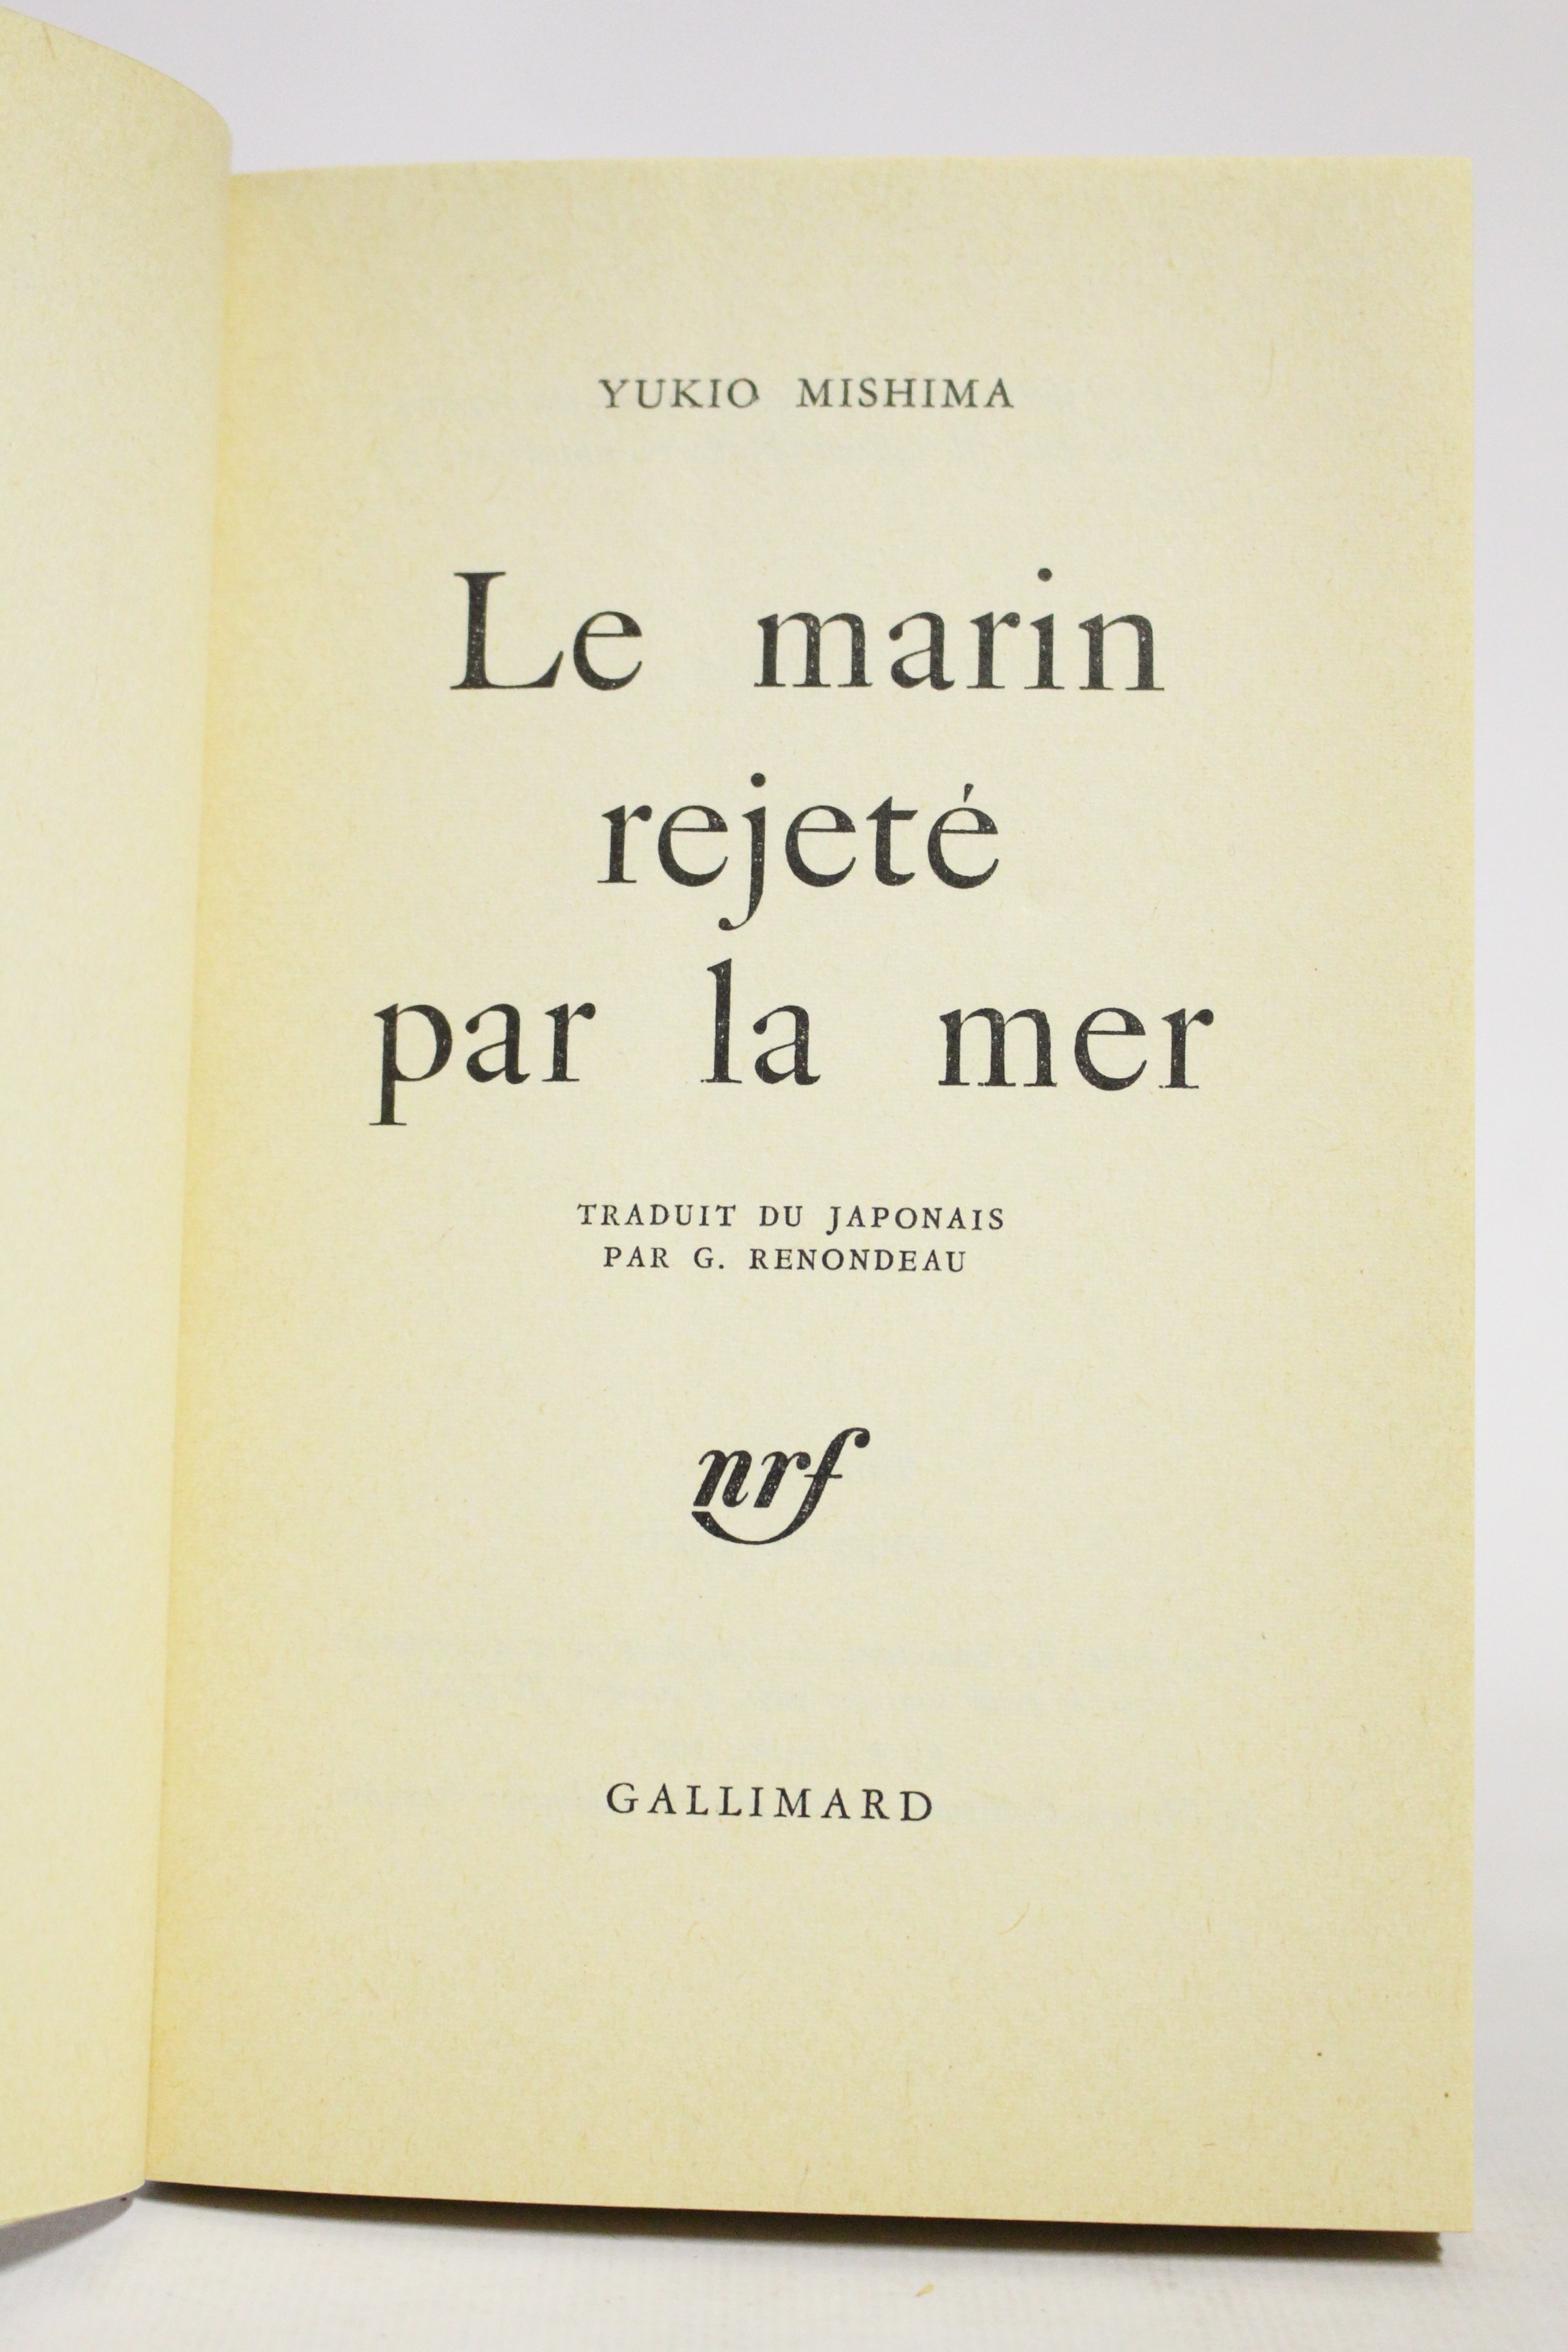 YUKIO MISHIMA
Le marin
rejeté
par la mer
TRADUIT DU JAPONAIS
PAR G. RENONDEAU
nrf
GALLIMARD